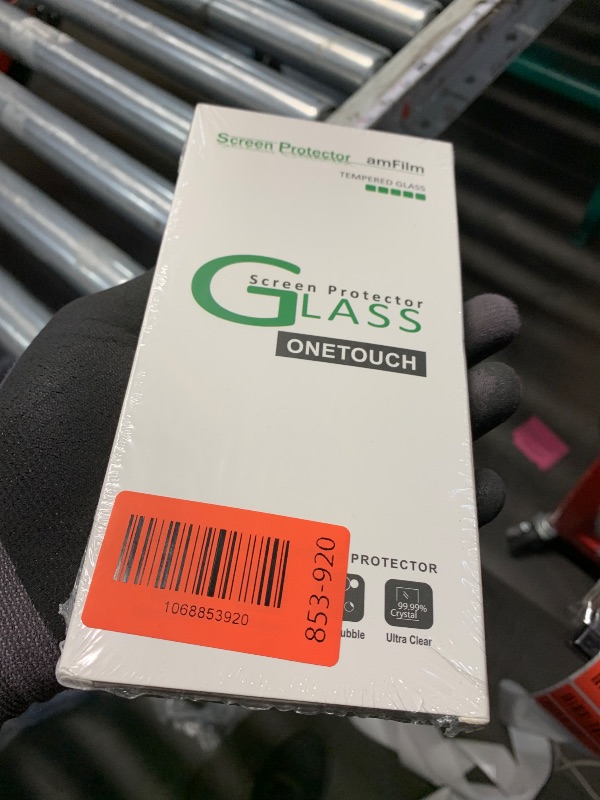 Screen Protector amFilm
TEMPERED GLASS
Screen Protector
GLASS
ONETOUCH
PROTECTOR
99.99%
Crystal
ubble
Ultra Clear
1068853920
853-920